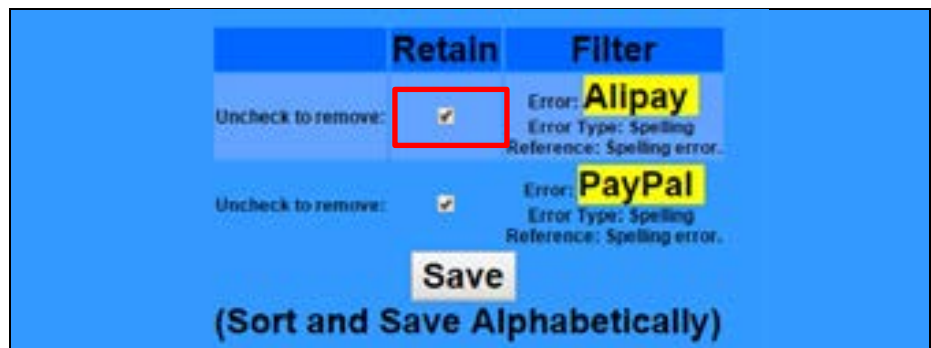 Retain Filter
Uncheck to remove: Error: Alipay
Error Type: Spelling
Reference: Spelling error.
Uncheck to remove: Error: PayPal
Error Type: Spelling
Reference: Spelling error.
Save
(Sort and Save Alphabetically)